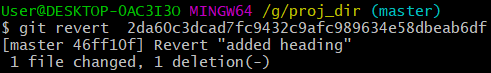 User@DESKTOP-0AC3I3O MINGW64 /g/proj_dir (master)
$ git revert  2da60c3dcad7fc9432c9afc989634e58dbeab6df
[master 46ff10f] Revert "added heading"
 1 file changed, 1 deletion(-)